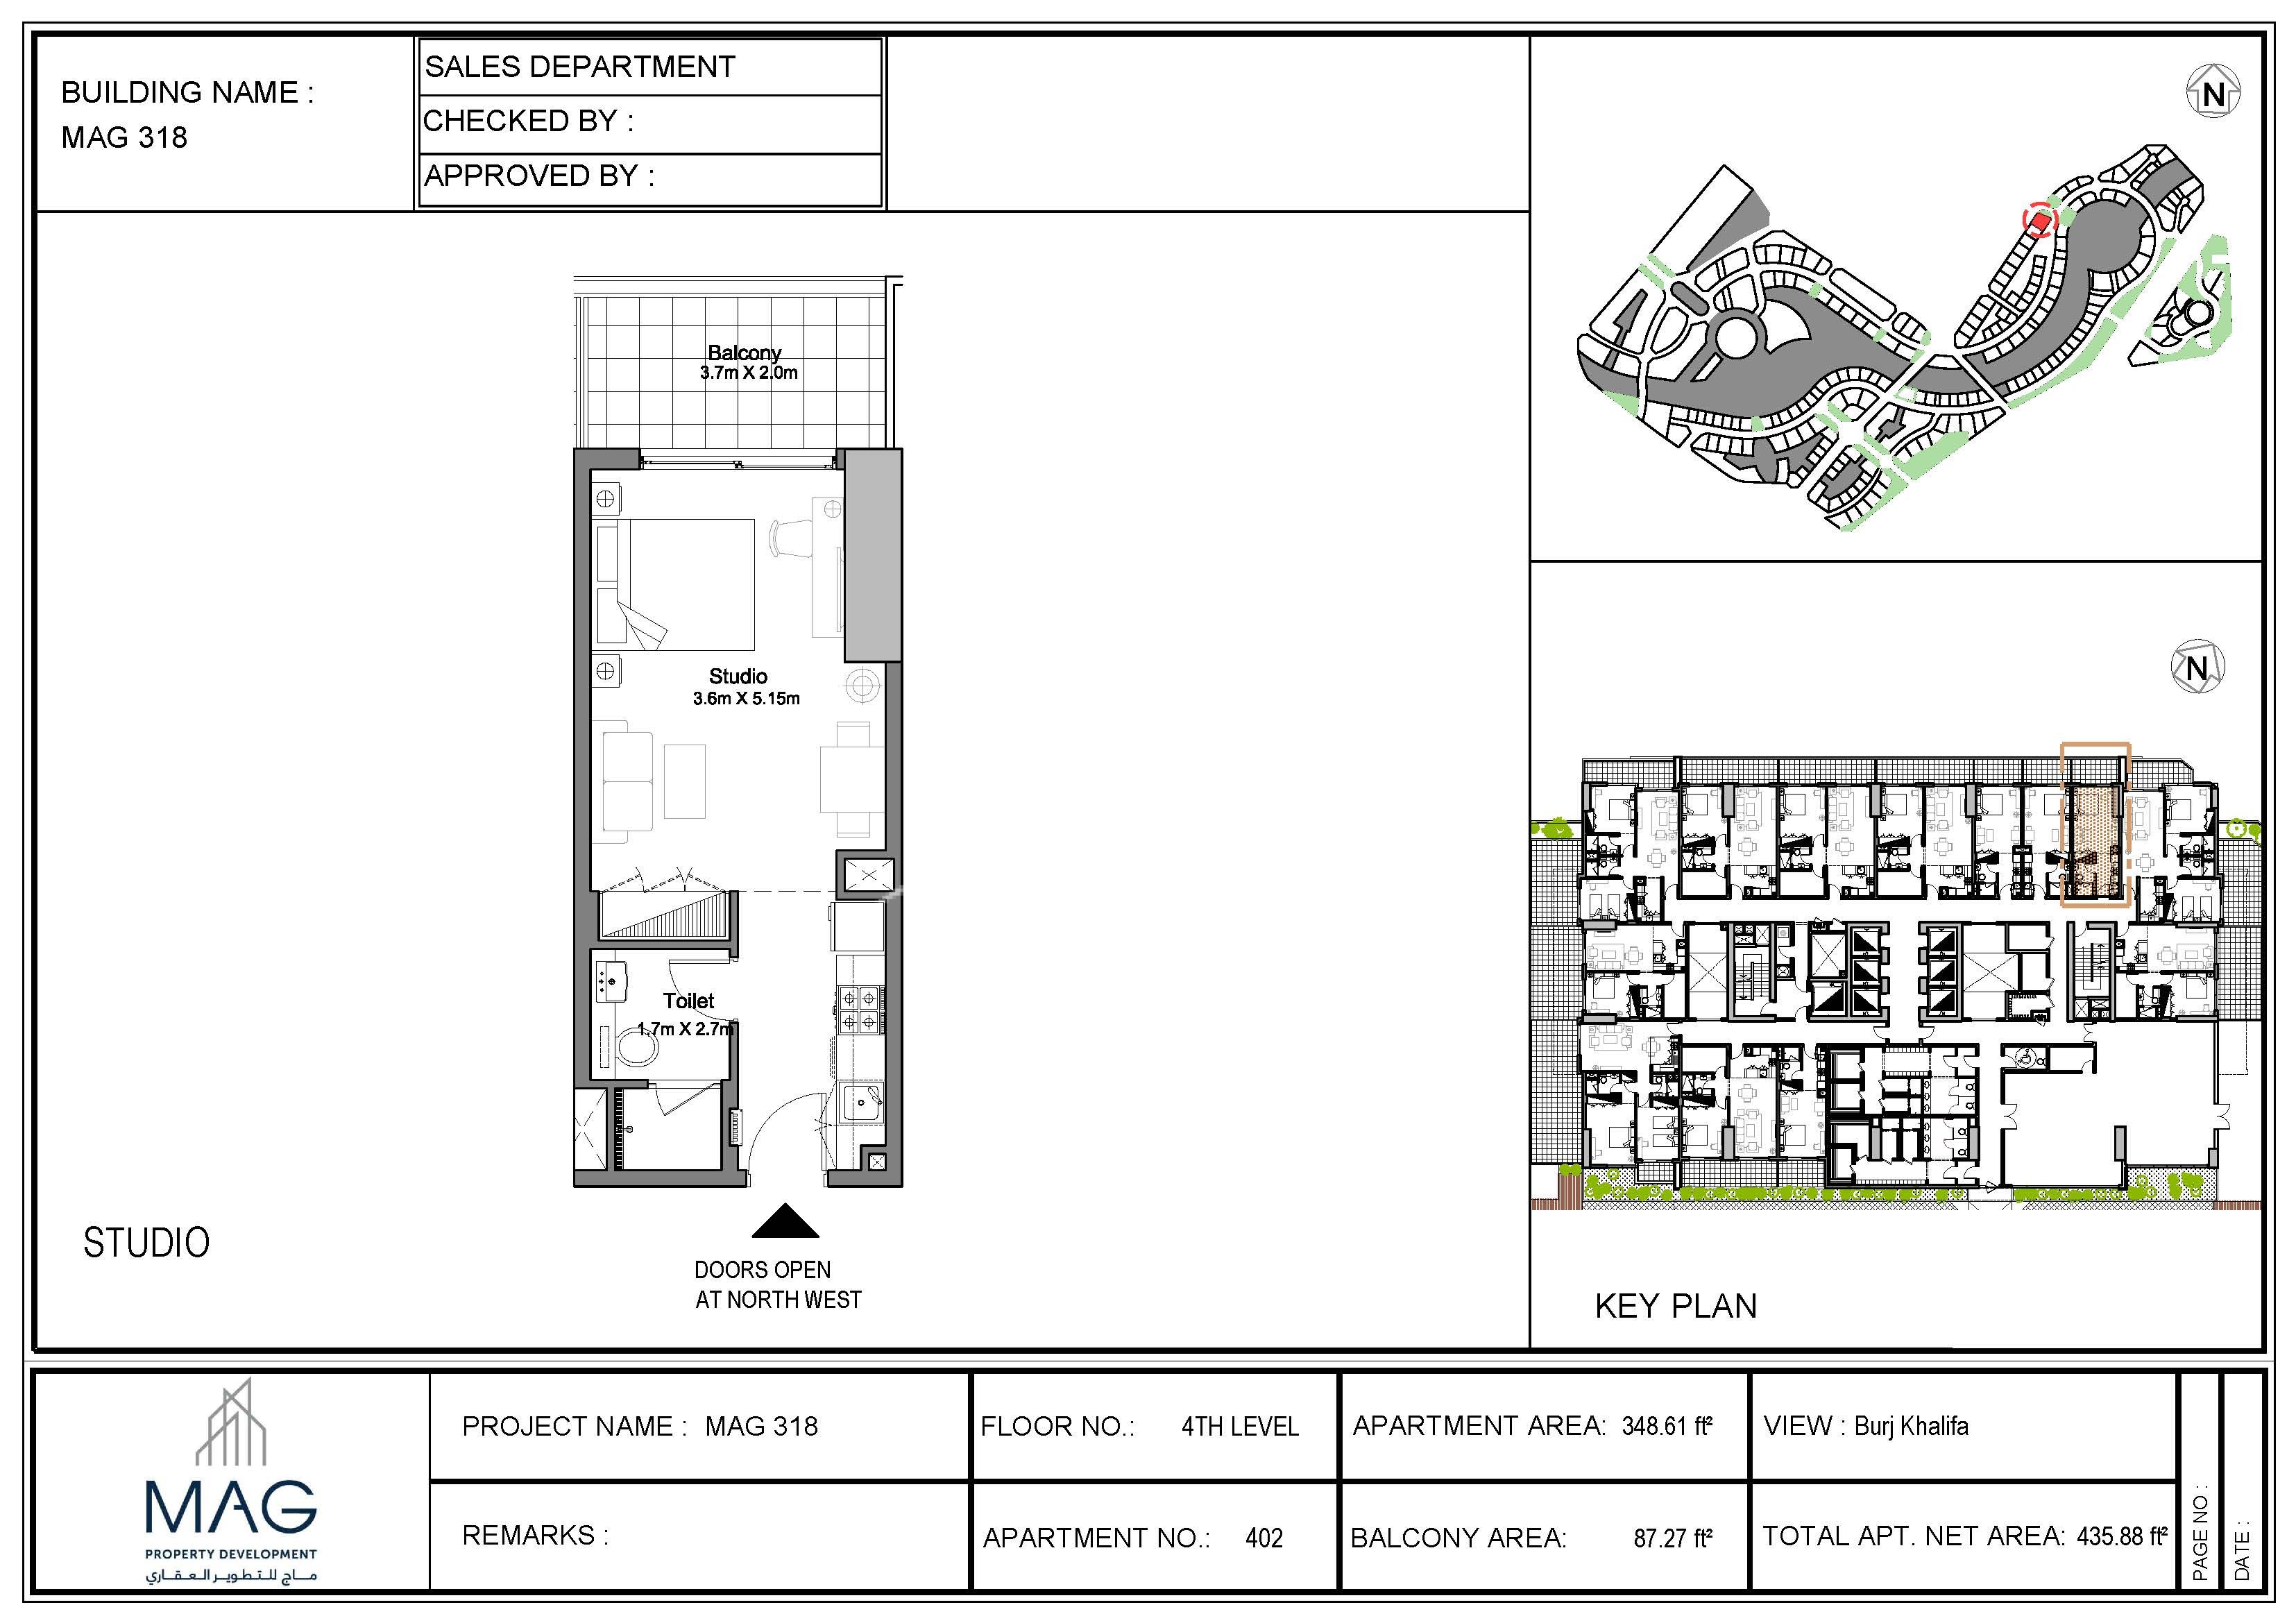 BUILDING NAME :
MAG 318
SALES DEPARTMENT
CHECKED BY :
APPROVED BY :
N
Balcony
3.7m X 2.0m
Studio
3.6m X 5.15m
Toilet
1.7m X 2.7m
STUDIO
DOORS OPEN
AT NORTH WEST
N
KEY PLAN
MAG
PROPERTY DEVELOPMENT
ماج للتطوير العقاري
PROJECT NAME : MAG 318
REMARKS :
FLOOR NO.: 4TH LEVEL
APARTMENT NO.: 402
APARTMENT AREA: 348.61 ft²
BALCONY AREA: 87.27 ft²
VIEW : Burj Khalifa
TOTAL APT. NET AREA: 435.88 ft²
PAGE NO :
DATE :